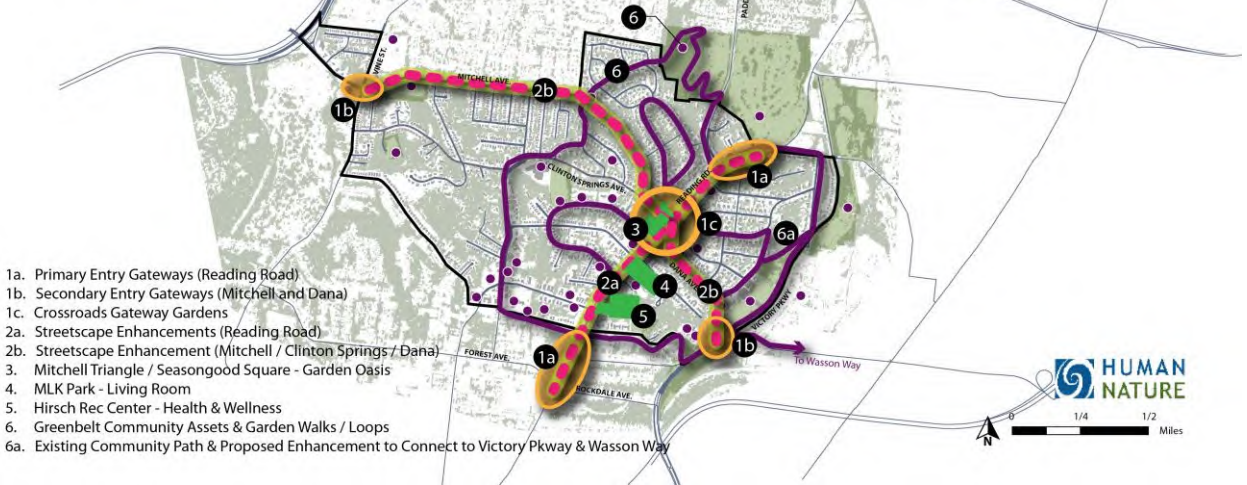 6
PADD
VINE ST.
MITCHELL AVE.
6
2b
1b
CLINTON SPRINGS AVE.
READING RD.
1a
3
1c
6a
DANA AVE.
2a
4
2b
5
VICTORY PKWY
1b
To Wasson Way
FOREST AVE.
1a
ROCKDALE AVE.
1a. Primary Entry Gateways (Reading Road)
1b. Secondary Entry Gateways (Mitchell and Dana)
1c. Crossroads Gateway Gardens
2a. Streetscape Enhancements (Reading Road)
2b. Streetscape Enhancement (Mitchell / Clinton Springs / Dana)
3. Mitchell Triangle / Seasongood Square - Garden Oasis
4. MLK Park - Living Room
5. Hirsch Rec Center - Health & Wellness
6. Greenbelt Community Assets & Garden Walks / Loops
6a. Existing Community Path & Proposed Enhancement to Connect to Victory Pkway & Wasson Way
HUMAN
NATURE
N
0 1/4 1/2
Miles